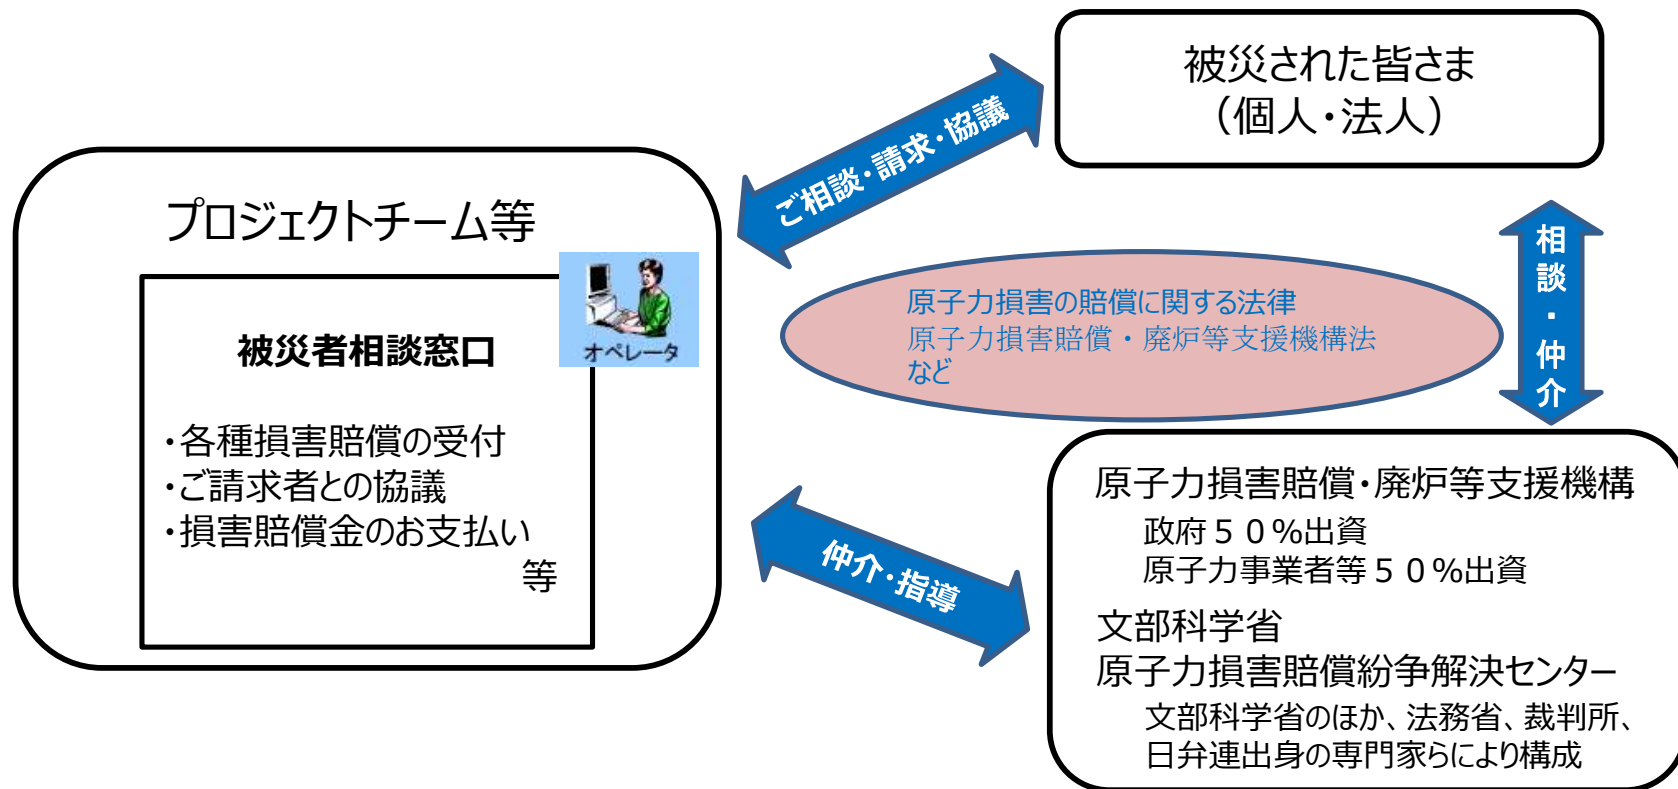 被災された皆さま
（個人・法人）
ご相談・請求・協議
プロジェクトチーム等
オペレータ
被災者相談窓口
・各種損害賠償の受付
・ご請求者との協議
・損害賠償金のお支払い
等
原子力損害の賠償に関する法律
原子力損害賠償・廃炉等支援機構法
など
相談・仲介
仲介・指導
原子力損害賠償・廃炉等支援機構
政府５０％出資
原子力事業者等５０％出資
文部科学省
原子力損害賠償紛争解決センター
文部科学省のほか、法務省、裁判所、
日弁連出身の専門家らにより構成